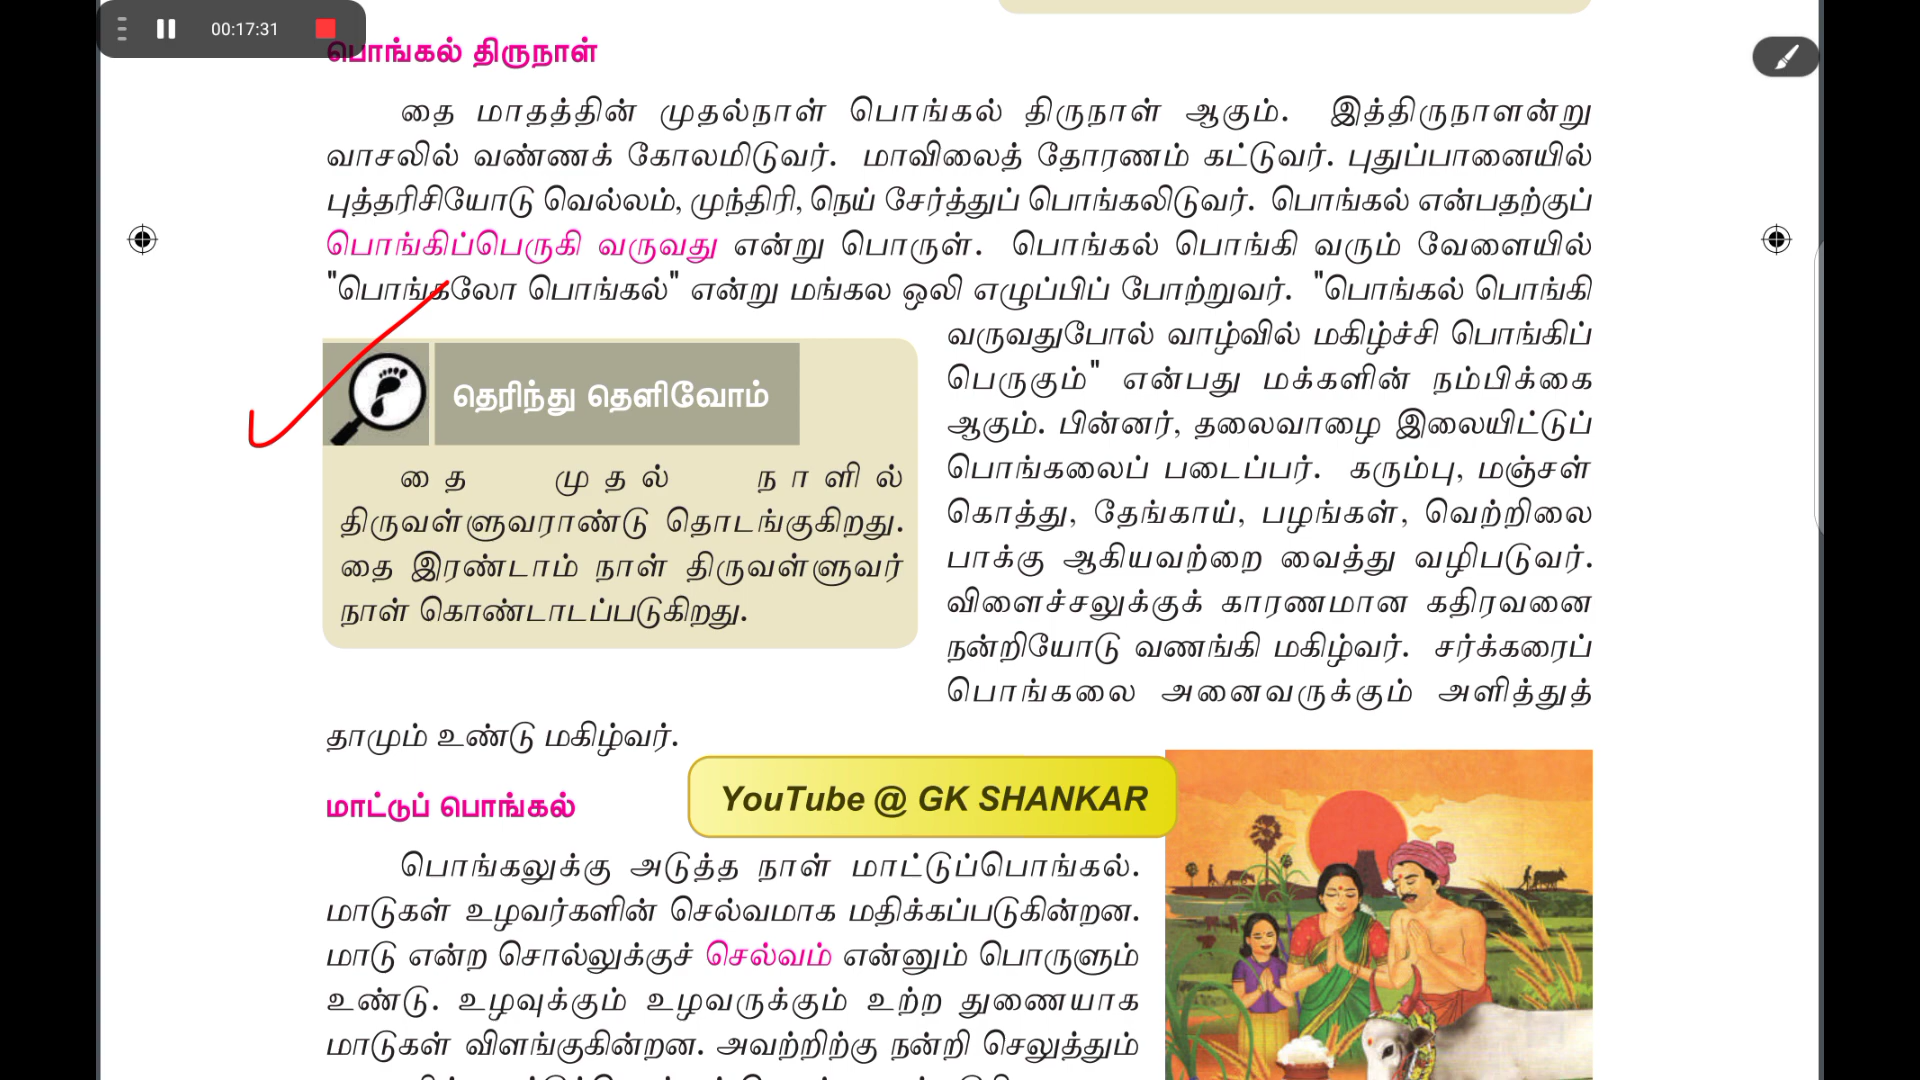 00:17:31
பொங்கல் திருநாள்
தை மாதத்தின் முதல்நாள் பொங்கல் திருநாள் ஆகும். இத்திருநாளன்று
வாசலில் வண்ணக் கோலமிடுவர். மாவிலைத் தோரணம் கட்டுவர். புதுப்பானையில்
புத்தரிசியோடு வெல்லம், முந்திரி, நெய் சேர்த்துப் பொங்கலிடுவர். பொங்கல் என்பதற்குப்
பொங்கிப்பெருகி வருவது என்று பொருள். பொங்கல் பொங்கி வரும் வேளையில்
"பொங்கலோ பொங்கல்" என்று மங்கல ஒலி எழுப்பிப் போற்றுவர். "பொங்கல் பொங்கி
வருவதுபோல் வாழ்வில் மகிழ்ச்சி பொங்கிப்
பெருகும்" என்பது மக்களின் நம்பிக்கை
ஆகும். பின்னர், தலைவாழை இலையிட்டுப்
பொங்கலைப் படைப்பர். கரும்பு, மஞ்சள்
கொத்து, தேங்காய், பழங்கள், வெற்றிலை
பாக்கு ஆகியவற்றை வைத்து வழிபடுவர்.
விளைச்சலுக்குக் காரணமான கதிரவனை
நன்றியோடு வணங்கி மகிழ்வர். சர்க்கரைப்
பொங்கலை அனைவருக்கும் அளித்துத்
தாமும் உண்டு மகிழ்வர்.
தெரிந்து தெளிவோம்
தை முதல் நாளில்
திருவள்ளுவராண்டு தொடங்குகிறது.
தை இரண்டாம் நாள் திருவள்ளுவர்
நாள் கொண்டாடப்படுகிறது.
மாட்டுப் பொங்கல்
YouTube @ GK SHANKAR
பொங்கலுக்கு அடுத்த நாள் மாட்டுப்பொங்கல்.
மாடுகள் உழவர்களின் செல்வமாக மதிக்கப்படுகின்றன.
மாடு என்ற சொல்லுக்குச் செல்வம் என்னும் பொருளும்
உண்டு. உழவுக்கும் உழவருக்கும் உற்ற துணையாக
மாடுகள் விளங்குகின்றன. அவற்றிற்கு நன்றி செலுத்தும்